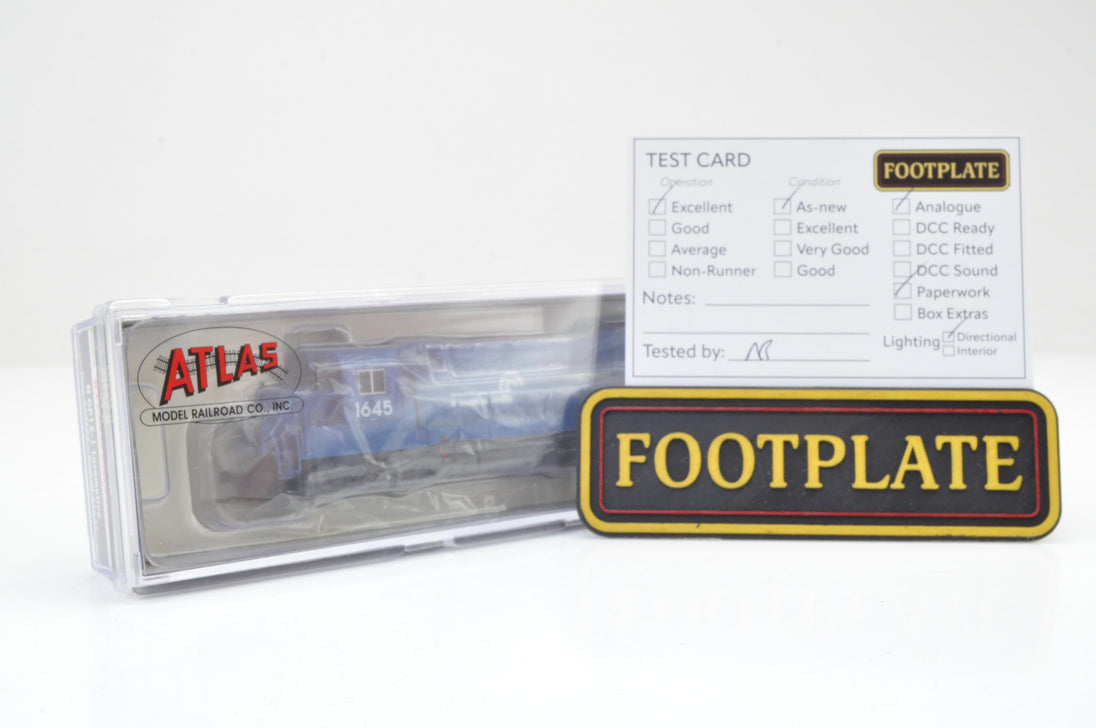 ATLAS
MODEL RAILROAD CO., INC
1645
TEST CARD
FOOTPLATE
Operation
Excellent
Good
Average
Non-Runner
Condition
As-new
Excellent
Very Good
Good
Analogue
DCC Ready
DCC Fitted
DCC Sound
Paperwork
Box Extras
Lighting
Directional
Interior
Notes:
Tested by: NR
FOOTPLATE